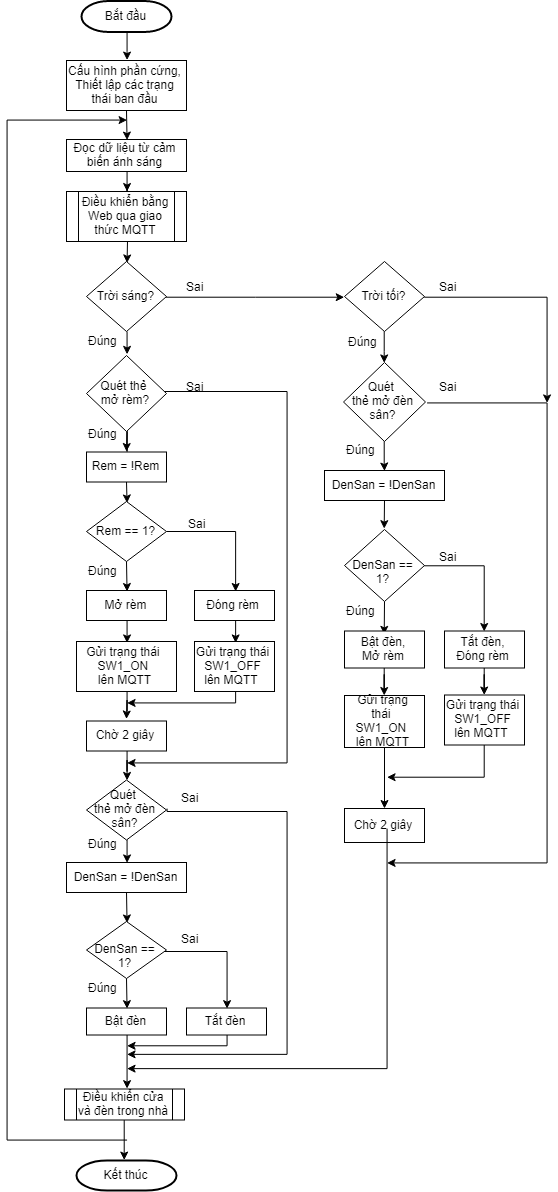 Bắt đầu
Cấu hình phần cứng,
Thiết lập các trạng
thái ban đầu
Đọc dữ liệu từ cảm
biến ánh sáng
Điều khiển bằng
Web qua giao
thức MQTT
Trời sáng?
Sai
Đúng
Quét thẻ
mở rèm?
Sai
Đúng
Rem = !Rem
Rem == 1?
Sai
Đúng
Mở rèm
Đóng rèm
Gửi trạng thái
SW1_ON
lên MQTT
Gửi trạng thái
SW1_OFF
lên MQTT
Chờ 2 giây
Quét
thẻ mở đèn
sân?
Sai
Đúng
DenSan = !DenSan
DenSan ==
1?
Sai
Đúng
Bật đèn
Tắt đèn
Trời tối?
Sai
Đúng
Quét
thẻ mở đèn
sân?
Sai
Đúng
DenSan = !DenSan
DenSan ==
1?
Sai
Đúng
Bật đèn,
Mở rèm
Tắt đèn,
Đóng rèm
Gửi trạng
thái
SW1_ON
lên MQTT
Gửi trạng thái
SW1_OFF
lên MQTT
Chờ 2 giây
Điều khiển cửa
và đèn trong nhà
Kết thúc